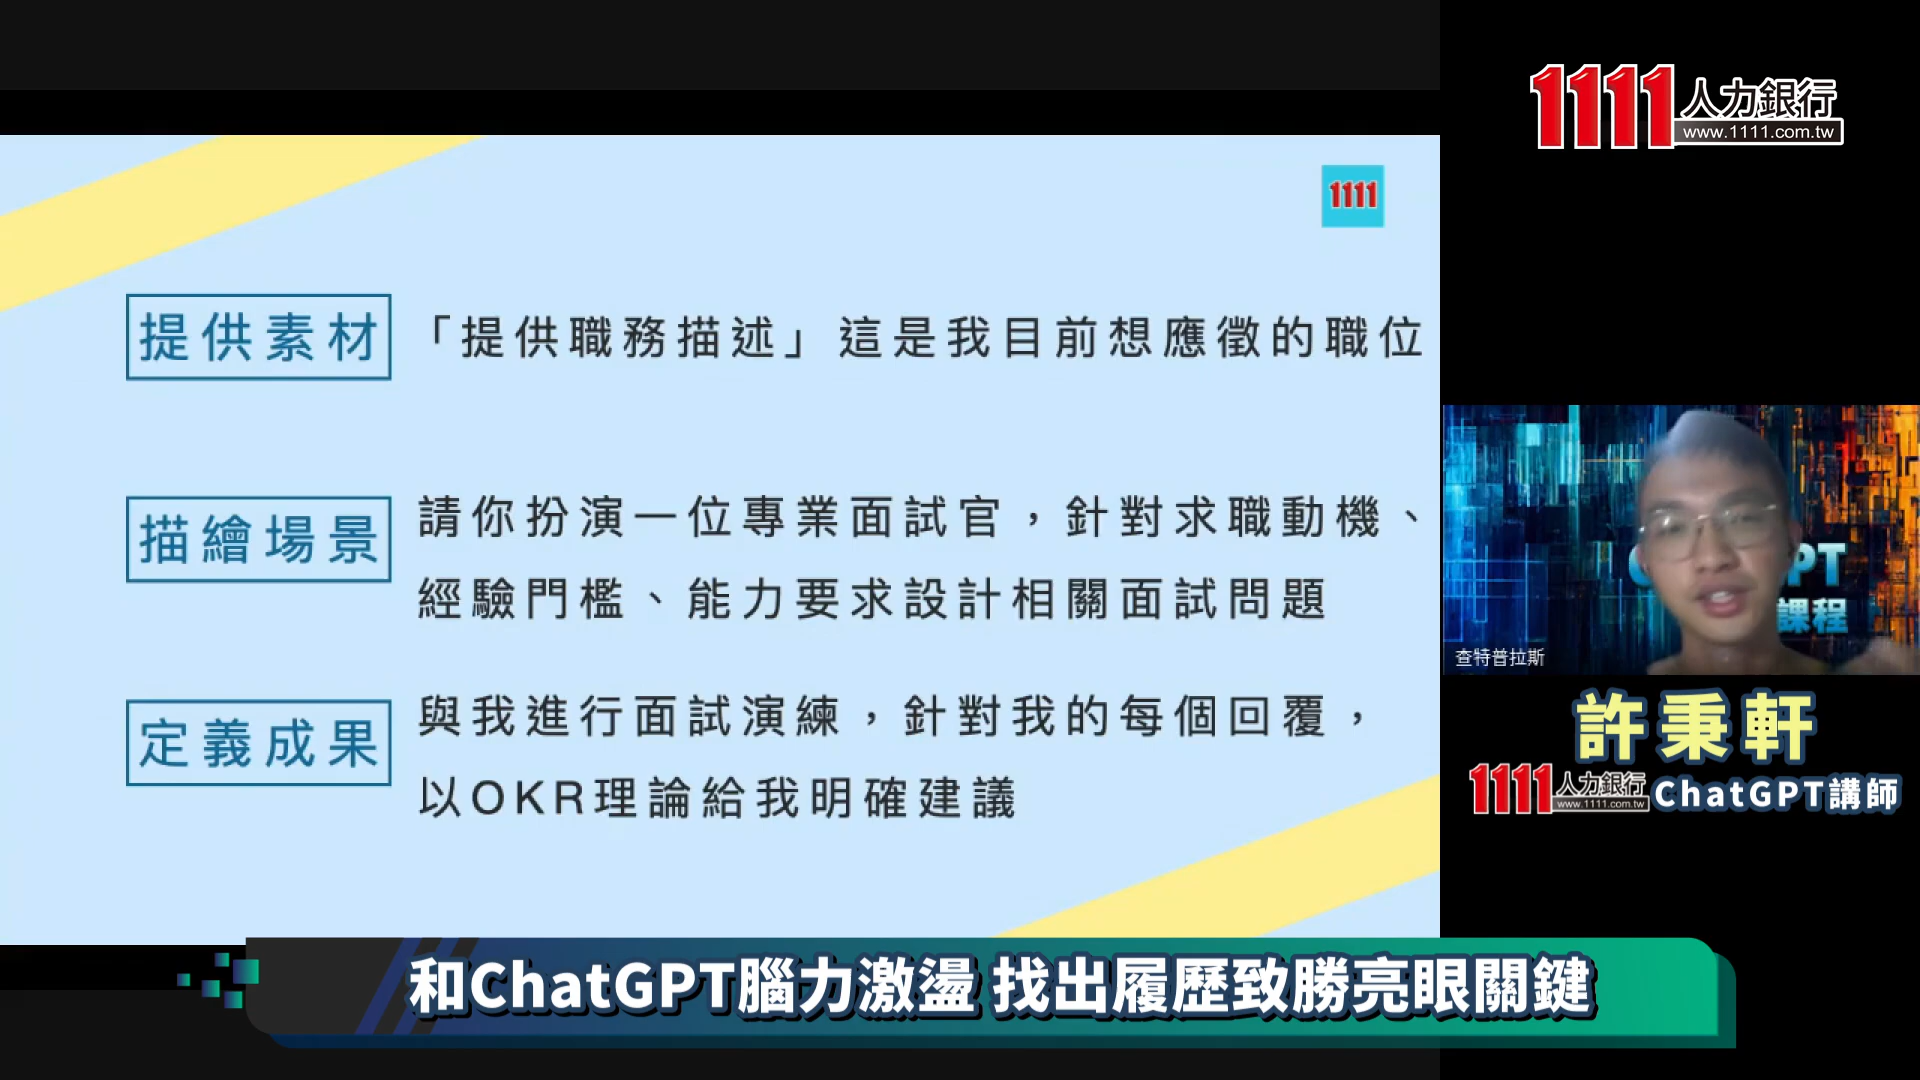 1111人力銀行
www.1111.com.tw
1111
提供素材
「提供職務描述」這是我目前想應徵的職位
描繪場景
請你扮演一位專業面試官，針對求職動機、
經驗門檻、能力要求設計相關面試問題
定義成果
與我進行面試演練，針對我的每個回覆，
以OKR理論給我明確建議
PT
課程
查特普拉斯
許秉軒
1111人力銀行
www.1111.com.tw
ChatGPT講師
和ChatGPT腦力激盪 找出履歷致勝亮眼關鍵